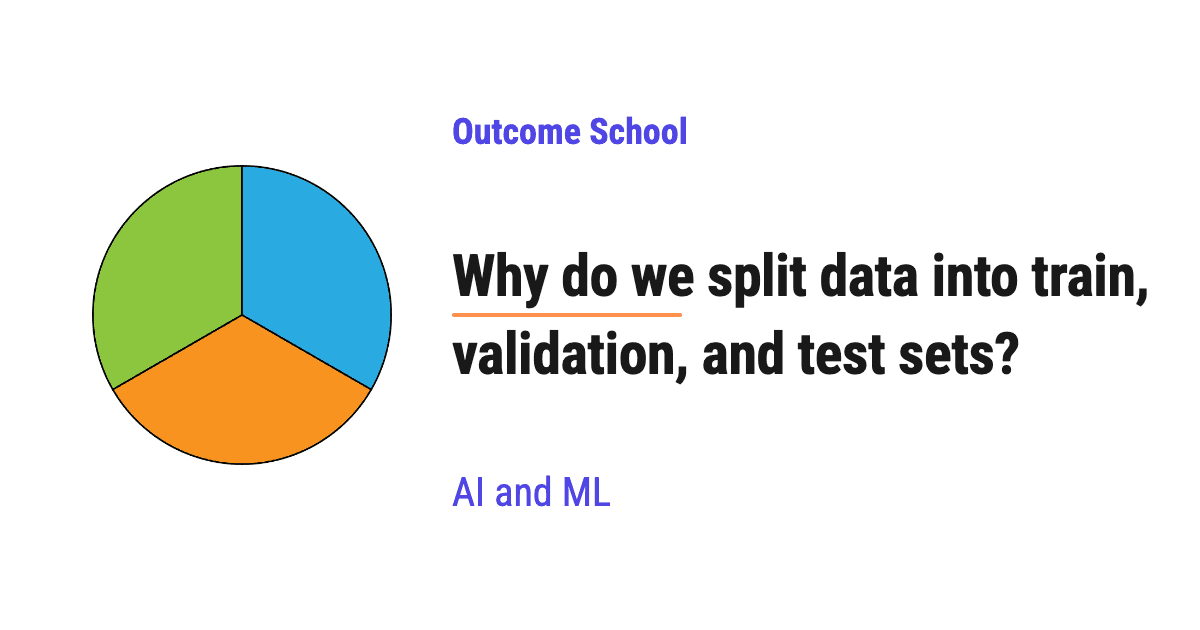 Outcome School
Why do we split data into train,
validation, and test sets?
AI and ML